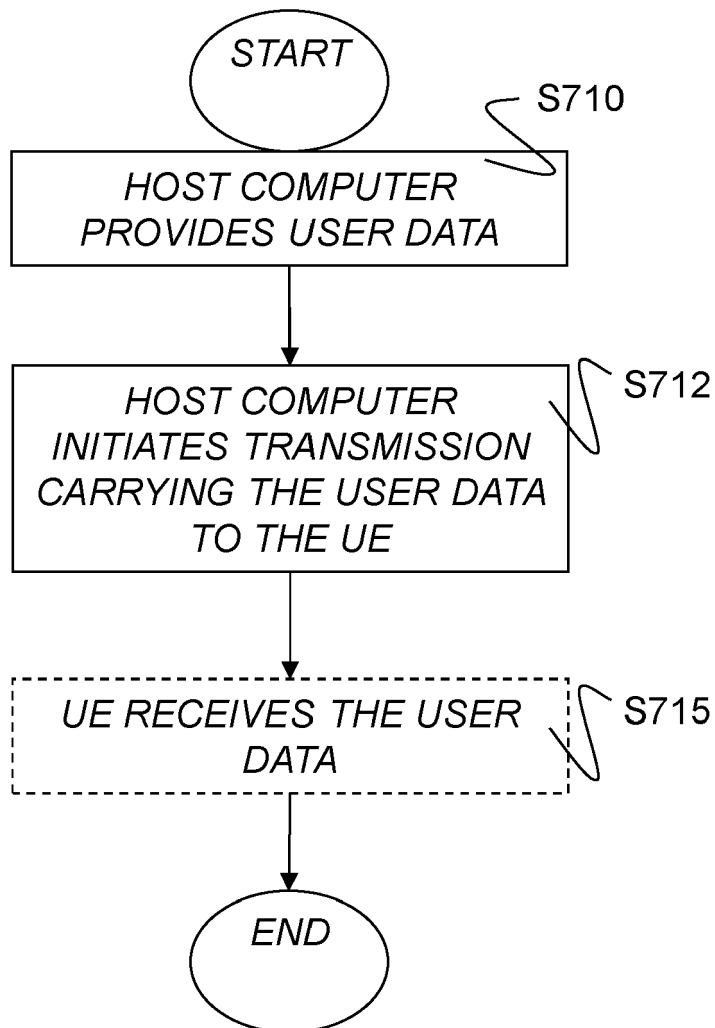 START
S710
HOST COMPUTER
PROVIDES USER DATA
S712
HOST COMPUTER
INITIATES TRANSMISSION
CARRYING THE USER DATA
TO THE UE
S715
UE RECEIVES THE USER
DATA
END